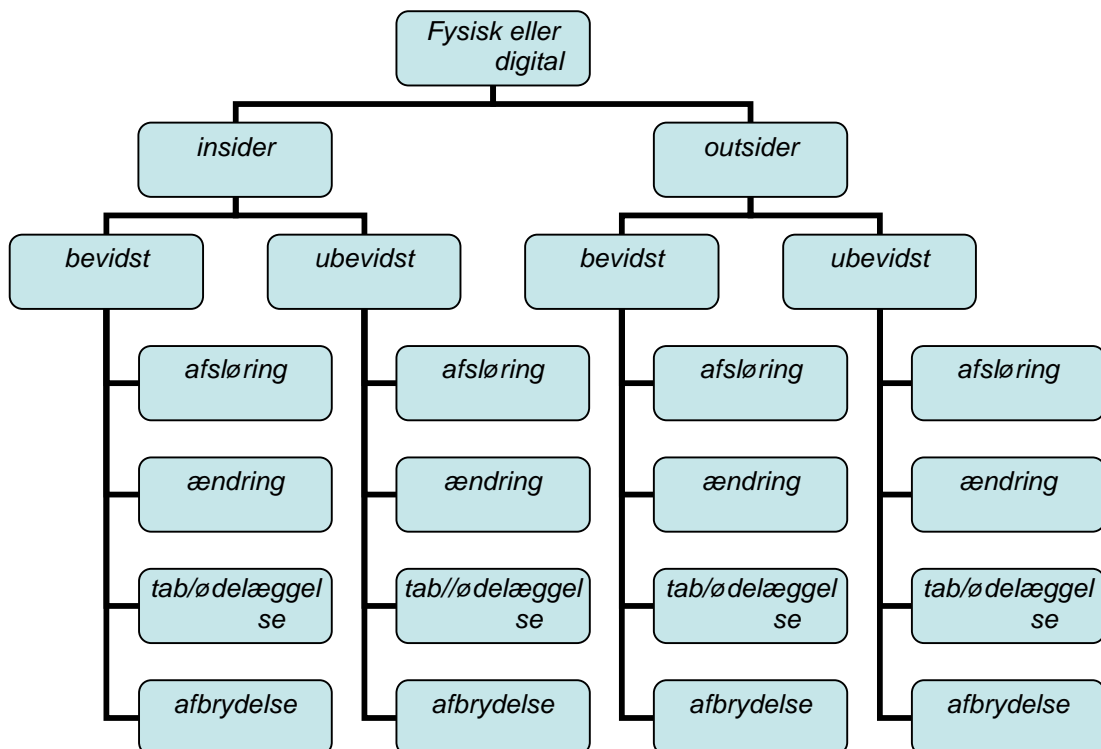 Fysisk eller
digital
insider
outsider
bevidst
ubevidst
bevidst
ubevidst
afsløring
afsløring
afsløring
afsløring
ændring
ændring
ændring
ændring
tab/ødelæggel
se
tab//ødelæggel
se
tab/ødelæggel
se
tab/ødelæggel
se
afbrydelse
afbrydelse
afbrydelse
afbrydelse